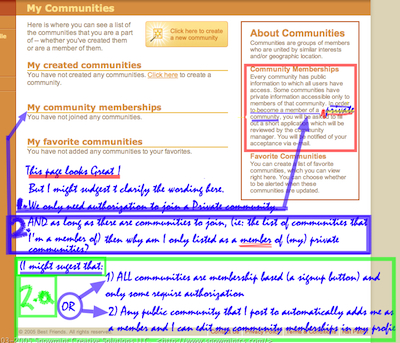 My Communities
Here is where you can see a list
of the communities that you are a part
of -- whether you've created them
or are a member of them.
Click here to
create a new community
My created communities
You have not created any communities. Click here to create a
community.
My community memberships
You have not joined any communities.
My favorite communities
You have not added any communities to your favorites.
About Communities
Communities are groups of members
who are united by similar interests
and/or geographic location.
Community Memberships
Every community has public
information to which all users have
access. Some communities have
private information accessible only to
members of that community. In order
to become a member of a private
community, you will be asked to fill
out a short application which will be
reviewed by the community
manager. You will be notified of your
acceptance via e-mail.
Favorite Communities
You can create a list of favorite
communities, which you can view
right here. You can choose whether
to be alerted when these
communities are updated.
This page looks Great !
But I might sudgest t clarify the wording here.
1. We only need authorization to join a Private community.
2. AND as long as there are communities to join, (ie: the list of communities that
I'm a member of) then why am I only listed as a member of (my) private
communities?
(I might sugest that:
2.a
OR
1) ALL communities are membership based (a signup button) and
only some require authorization
2) Any public community that I post to automatically adds me as
a member and I can edit my community memberships in my profile
© 2005 Best Friends. All rights reserved.